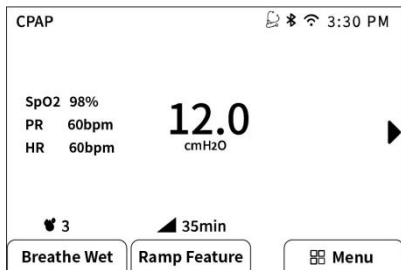 CPAP 3:30 PM
SpO2 98%
PR 60bpm
HR 60bpm
12.0
cmH2O
3 35min
Breathe Wet Ramp Feature Menu